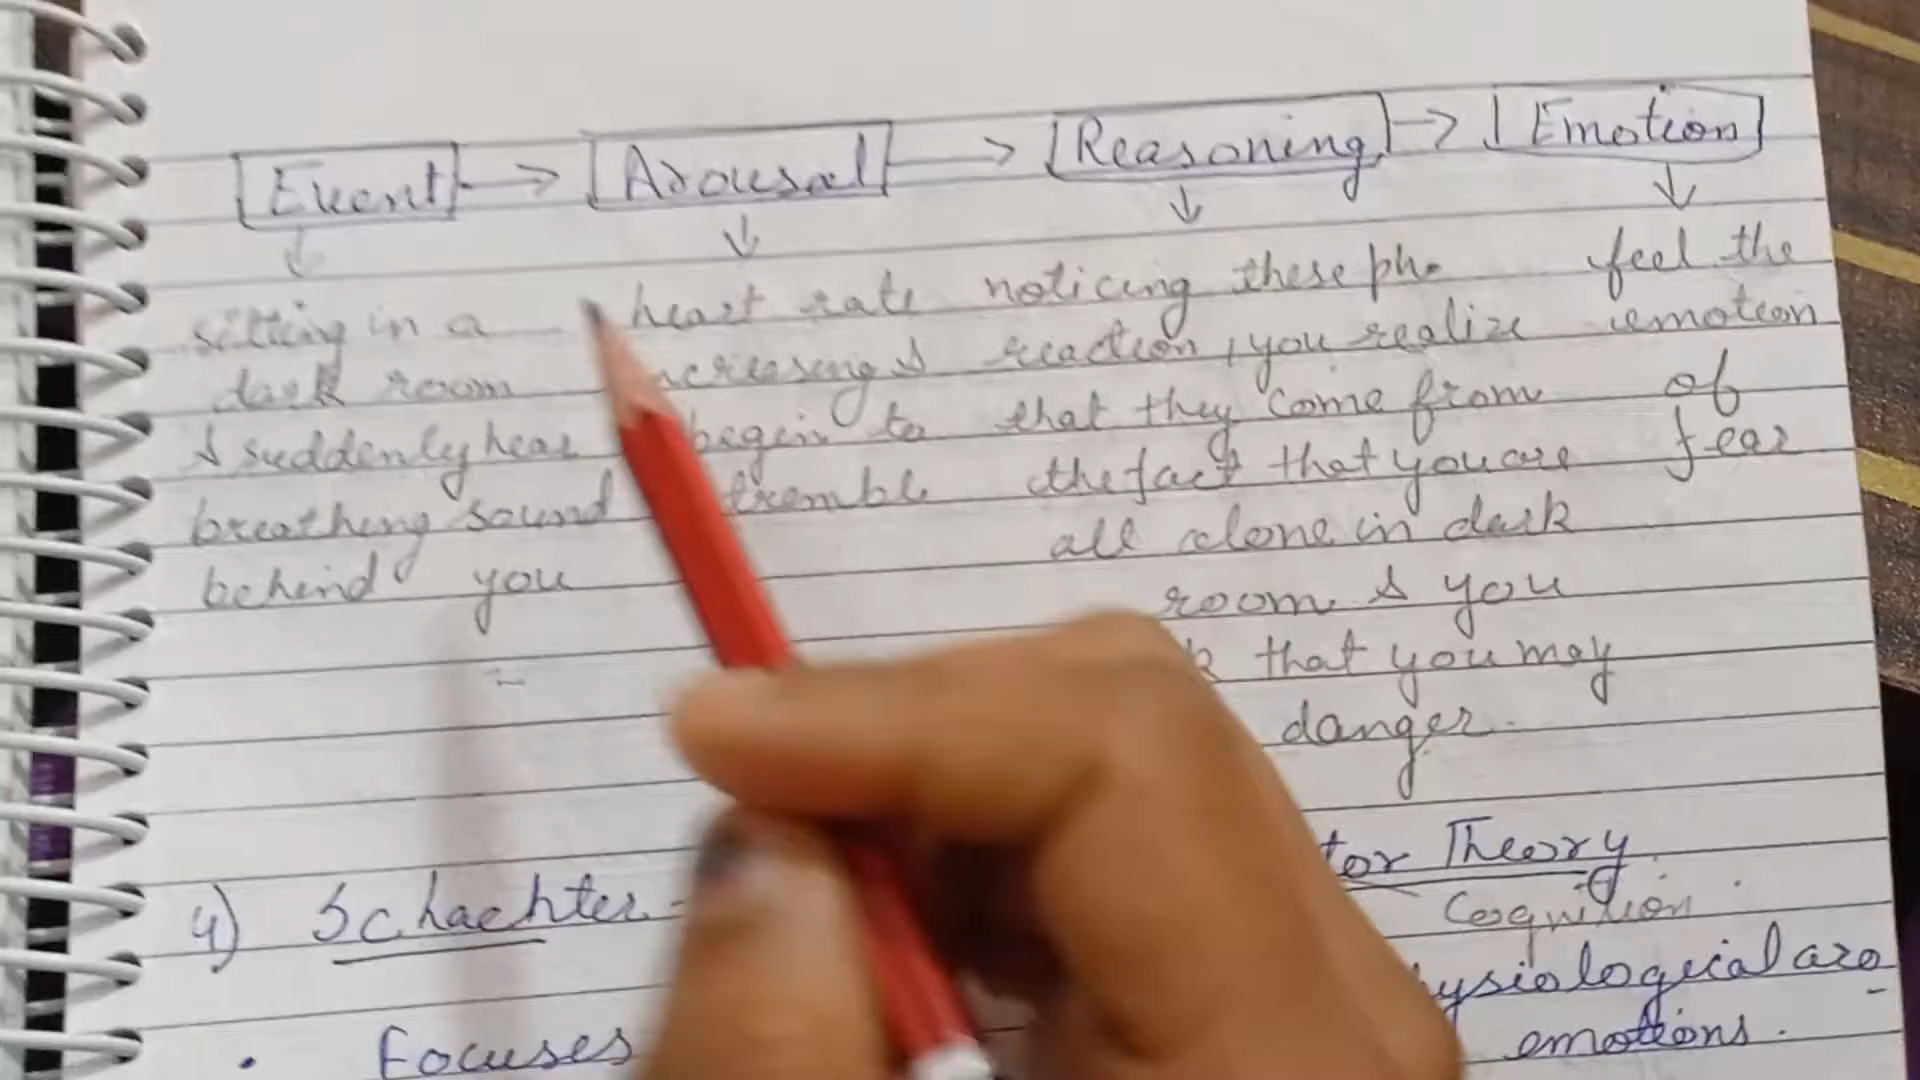 Event → Arousal → Reasoning → Emotion
sitting in a
dark room
& suddenly hear
breathing sound
behind you
heart rate
increasing &
begin to
tremble
noticing these ph.
reaction, you realize
that they come from
the fact that you are
all alone in dark
room & you
that you may
danger.
feel the
emotion
of
fear
4) Schachter - tor Theory
Cognition
ysiological aro
• Focuses emotions.